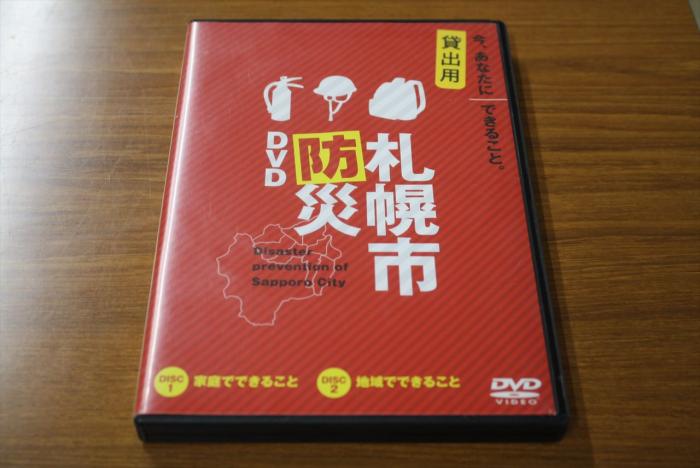 貸出用
今、あなたに
できること。
札幌市
防災
DVD
Disaster
prevention of
Sapporo City
DISC
1
家庭でできること
DISC
2
地域でできること
DVD
VIDEO